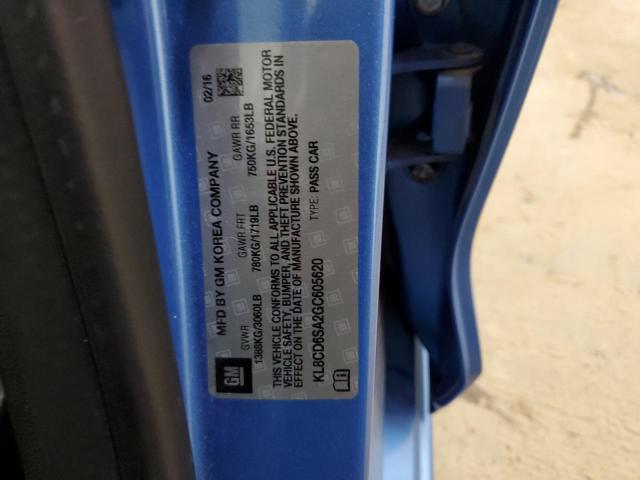 GM
MFD BY GM KOREA COMPANY
02/16
GVWR
GAWR FRT
GAWR RR
1388KG/3060LB
780KG/1719LB
750KG/1653LB
THIS VEHICLE CONFORMS TO ALL APPLICABLE U.S. FEDERAL MOTOR
VEHICLE SAFETY, BUMPER, AND THEFT PREVENTION STANDARDS IN
EFFECT ON THE DATE OF MANUFACTURE SHOWN ABOVE.
KL8CD6SA2GC605620
TYPE: PASS CAR